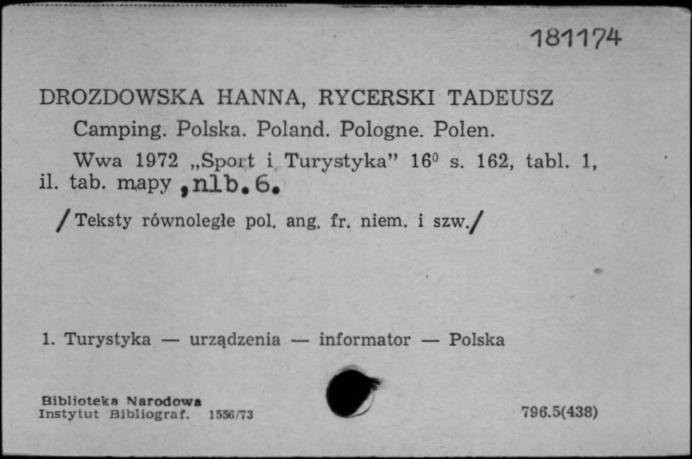 181174
DROZDOWSKA HANNA, RYCERSKI TADEUSZ
Camping. Polska. Poland. Pologne. Polen.
Wwa 1972 „Sport i Turystyka” 16⁰ s. 162, tabl. 1,
il. tab. mapy, nlb. 6.
/Teksty równoległe pol. ang. fr. niem. i szw./
1. Turystyka — urządzenia — informator — Polska
Biblioteka Narodowa
Instytut Bibliograf. 1556/73
796.5(438)